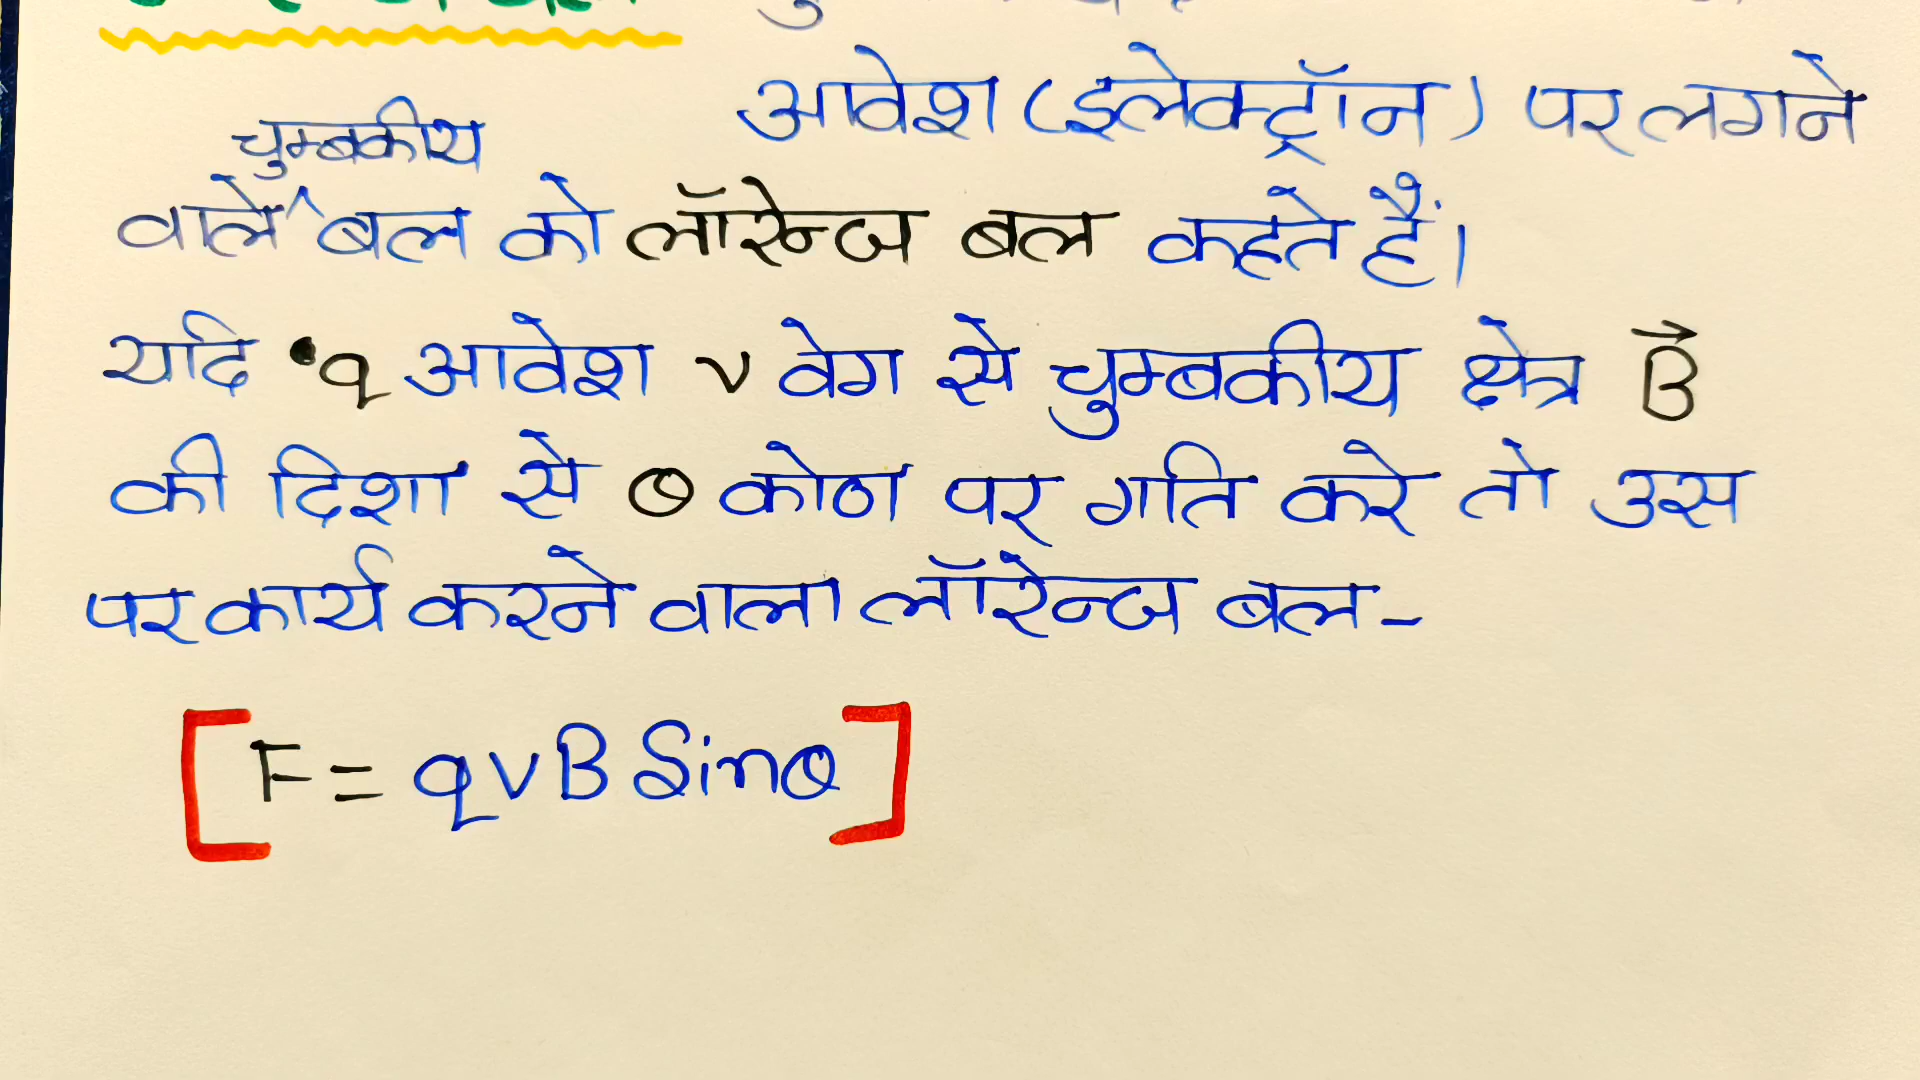 आवेश (इलेक्ट्रॉन) पर लगने
चुम्बकीय
वाले ^ बल को लॉरेन्ज बल कहते हैं।
यदि q आवेश v वेग से चुम्बकीय क्षेत्र B⃗
की दिशा से θ कोण पर गति करे तो उस
पर कार्य करने वाला लॉरेन्ज बल-
[F = qvB Sinθ]